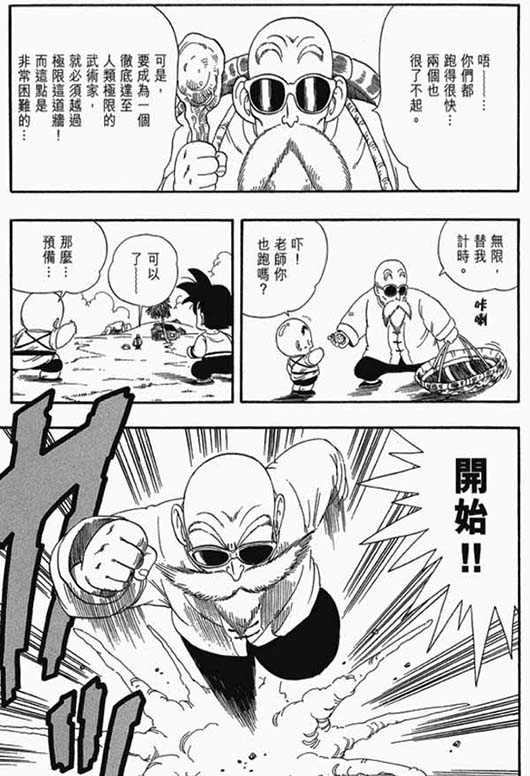 唔………
你們都
跑得很快…
兩個也
很了不起。
可是，
要成為一個
徹底達至
人類極限的
武術家，
就必須越過
極限這道牆！
而這點是
非常困難的…
無限，
替我
計時。
咔
喇
吓！
老師你
也跑嗎？
可以
了～～
那麼…
預備…
開始!!